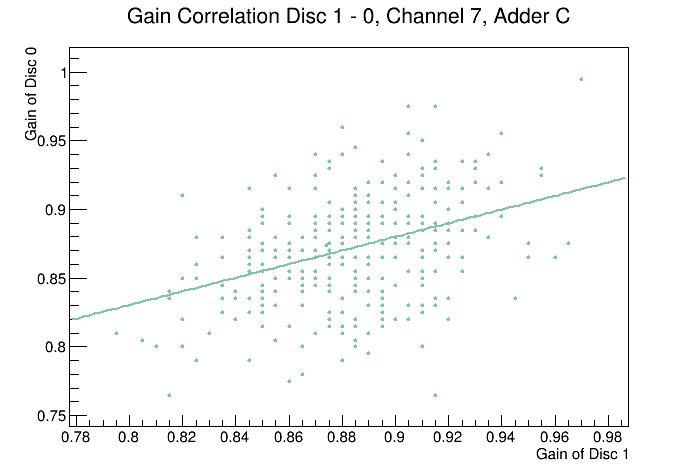 Gain Correlation Disc 1 - 0, Channel 7, Adder C
Gain of Disc 0
1
0.95
0.9
0.85
0.8
0.75
0.78 0.8 0.82 0.84 0.86 0.88 0.9 0.92 0.94 0.96 0.98
Gain of Disc 1